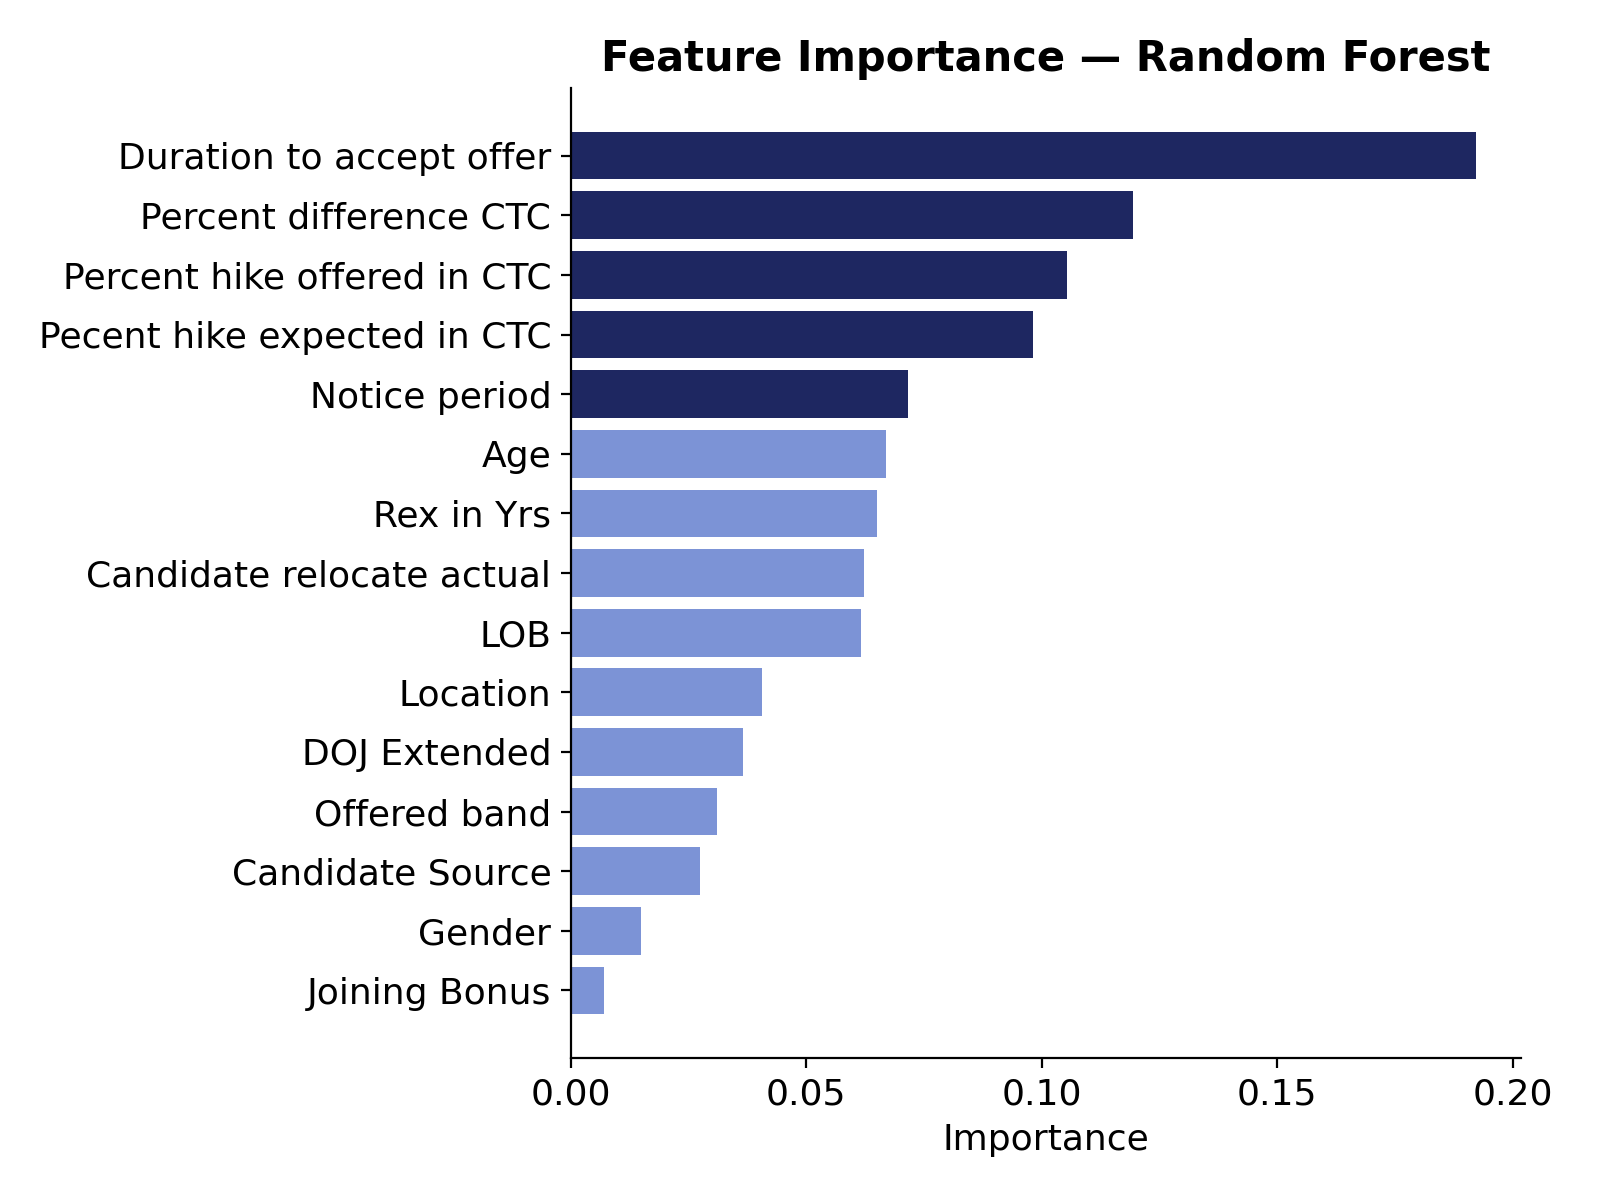 Feature Importance — Random Forest
Duration to accept offer
Percent difference CTC
Percent hike offered in CTC
Pecent hike expected in CTC
Notice period
Age
Rex in Yrs
Candidate relocate actual
LOB
Location
DOJ Extended
Offered band
Candidate Source
Gender
Joining Bonus
0.00 0.05 0.10 0.15 0.20
Importance